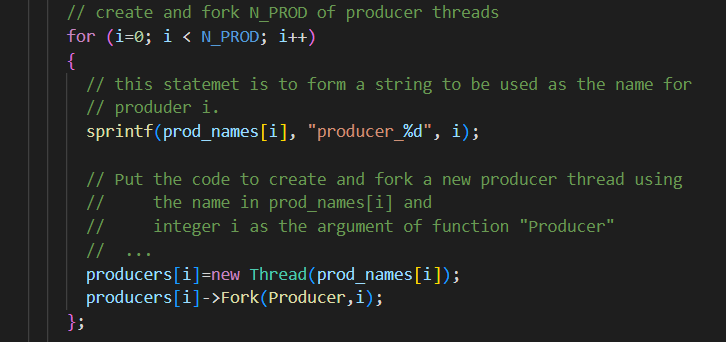 // create and fork N_PROD of producer threads
for (i=0; i < N_PROD; i++)
{
// this statemet is to form a string to be used as the name for
// produder i.
sprintf(prod_names[i], "producer_%d", i);
// Put the code to create and fork a new producer thread using
//     the name in prod_names[i] and
//     integer i as the argument of function "Producer"
//  ...
producers[i]=new Thread(prod_names[i]);
producers[i]->Fork(Producer,i);
};